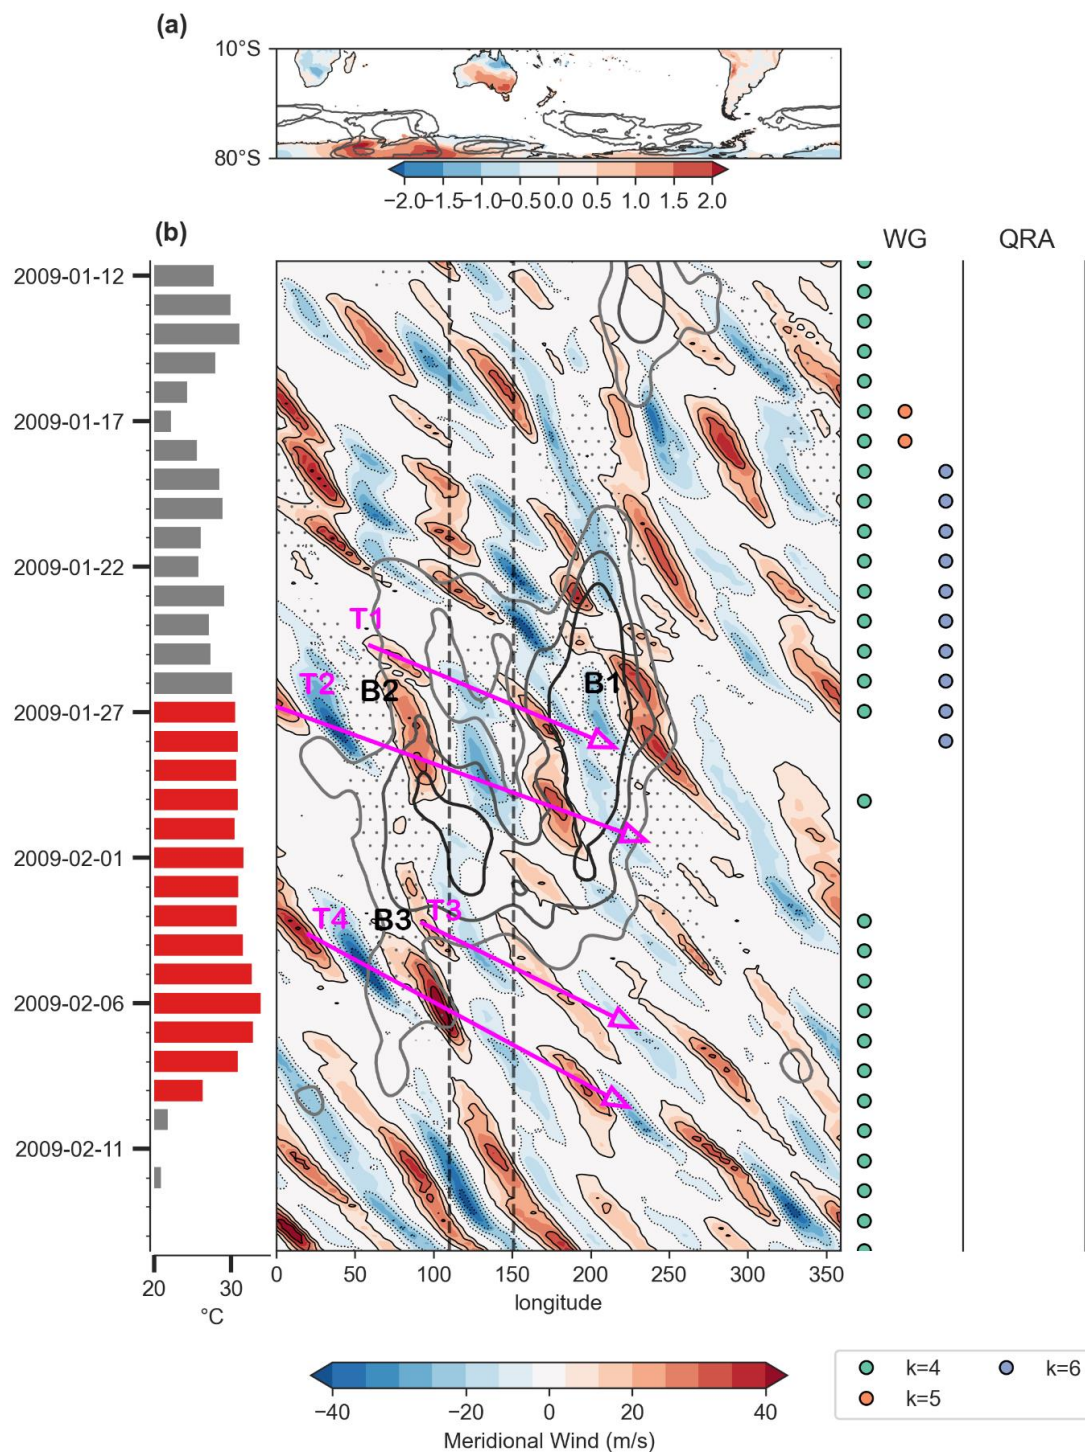 (a)
10°S
80°S
−2.0 −1.5 −1.0 −0.5 0.0 0.5 1.0 1.5 2.0
(b)
WG QRA
2009-01-12
2009-01-17
2009-01-22
T1
T2 B2 B1
2009-01-27
2009-02-01
T4 B3 T3
2009-02-06
2009-02-11
20 30
°C
0 50 100 150 200 250 300 350
longitude
−40 −20 0 20 40
Meridional Wind (m/s)
k=4 k=6
k=5